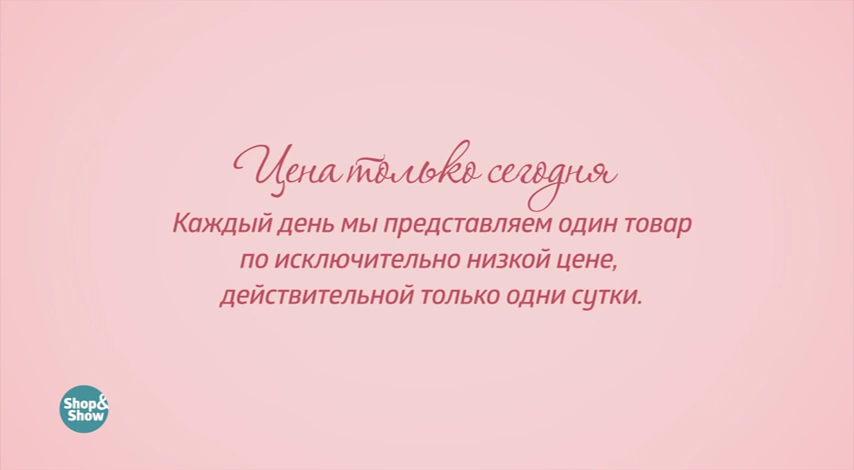 Цена только сегодня
Каждый день мы представляем один товар
по исключительно низкой цене,
действительной только одни сутки.
Shop&
Show